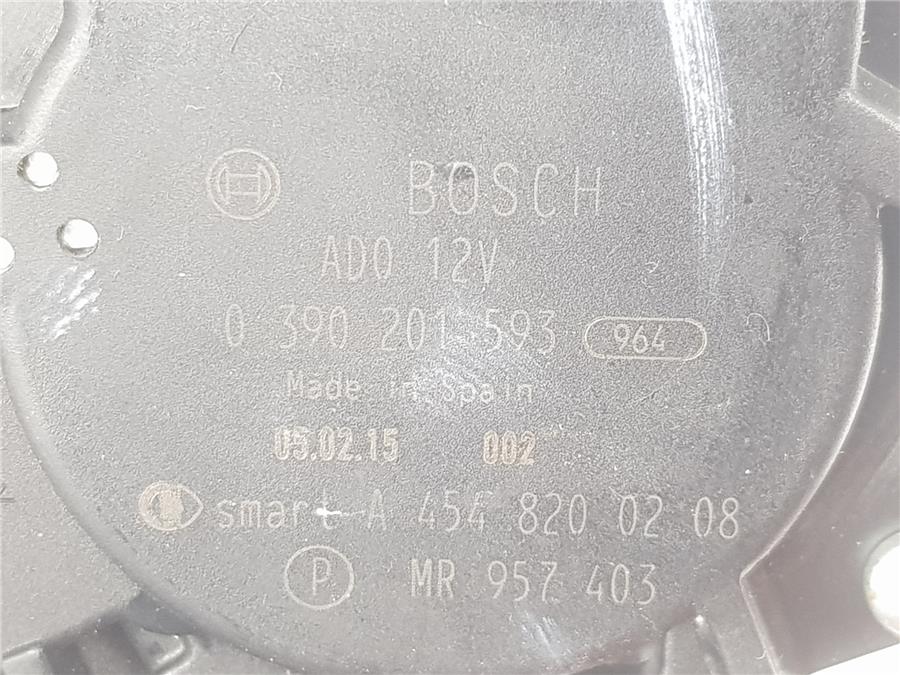 BOSCH
ADO 12V
0 390 201 593 964
Made in Spain
05.02.15 002
smart A 454 820 02 08
P MR 957 403